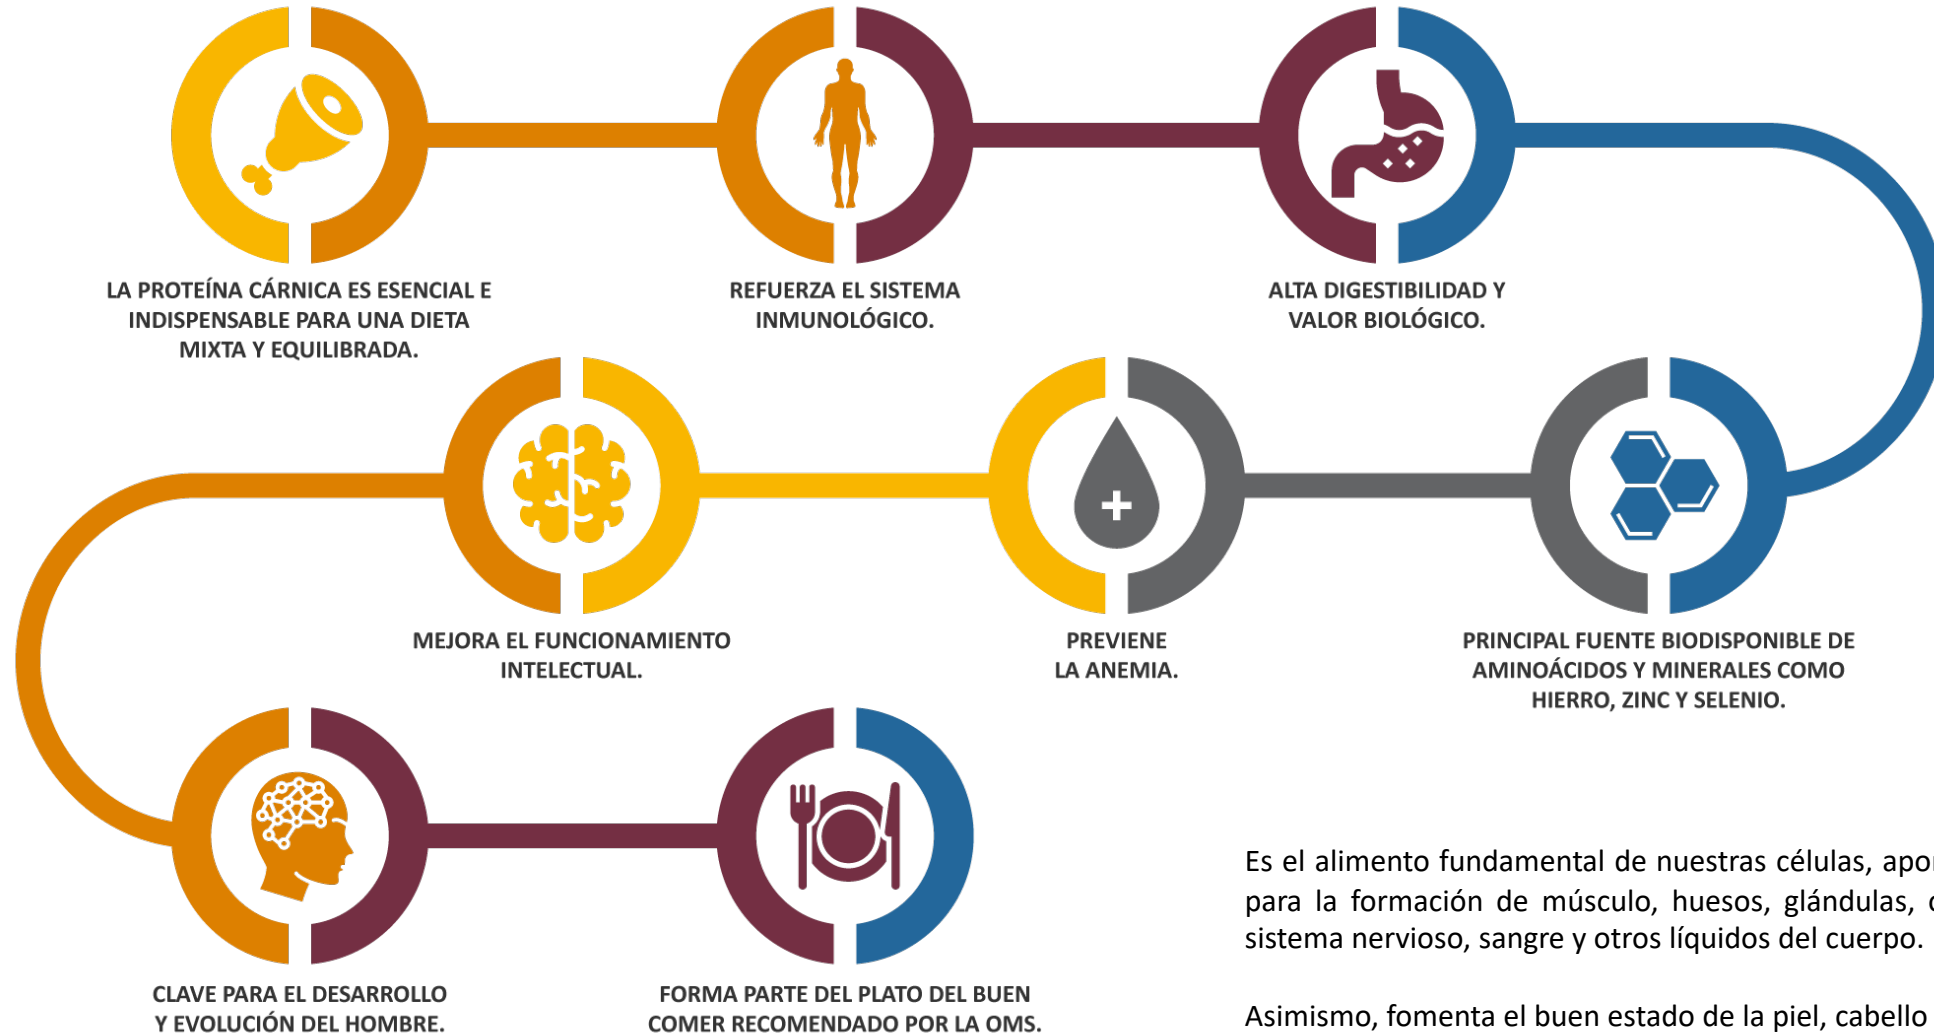 LA PROTEÍNA CÁRNICA ES ESENCIAL E
INDISPENSABLE PARA UNA DIETA
MIXTA Y EQUILIBRADA.
REFUERZA EL SISTEMA
INMUNOLÓGICO.
ALTA DIGESTIBILIDAD Y
VALOR BIOLÓGICO.
MEJORA EL FUNCIONAMIENTO
INTELECTUAL.
PREVIENE
LA ANEMIA.
PRINCIPAL FUENTE BIODISPONIBLE DE
AMINOÁCIDOS Y MINERALES COMO
HIERRO, ZINC Y SELENIO.
CLAVE PARA EL DESARROLLO
Y EVOLUCIÓN DEL HOMBRE.
FORMA PARTE DEL PLATO DEL BUEN
COMER RECOMENDADO POR LA OMS.
Es el alimento fundamental de nuestras células,
para la formación de músculo, huesos, glándulas,
sistema nervioso, sangre y otros líquidos del cuerpo.
Asimismo, fomenta el buen estado de la piel, cabello